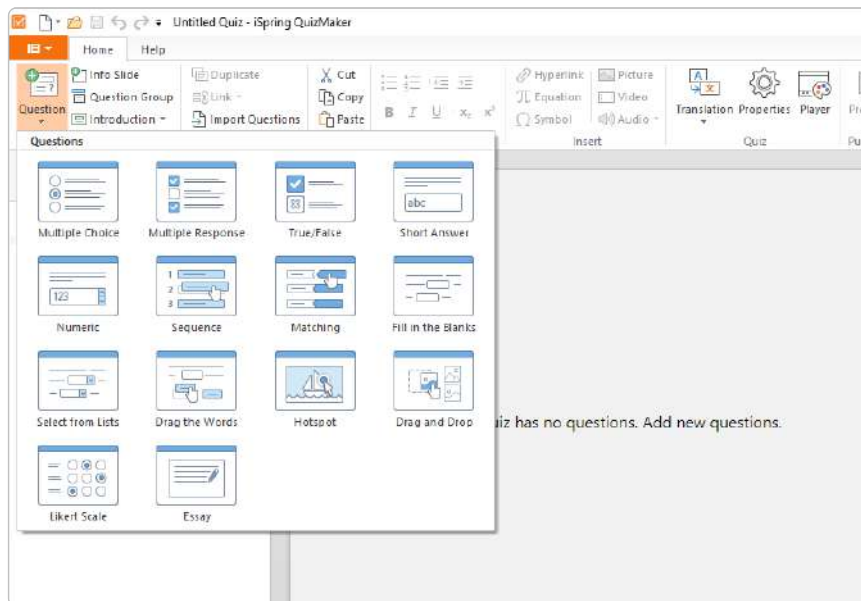 Untitled Quiz - iSpring QuizMaker
Home Help
Info Slide Duplicate Cut Hyperlink Picture
Question Group Link Copy Equation Video Translation Properties Player
Question Introduction Import Questions Paste B I U x₂ x² Symbol Audio
Insert Quiz
Questions
Multiple Choice Multiple Response True/False Short Answer
abc
Numeric Sequence Matching Fill in the Blanks
123
1
2
3
Select from Lists Drag the Words Hotspot Drag and Drop
Likert Scale Essay
iz has no questions. Add new questions.